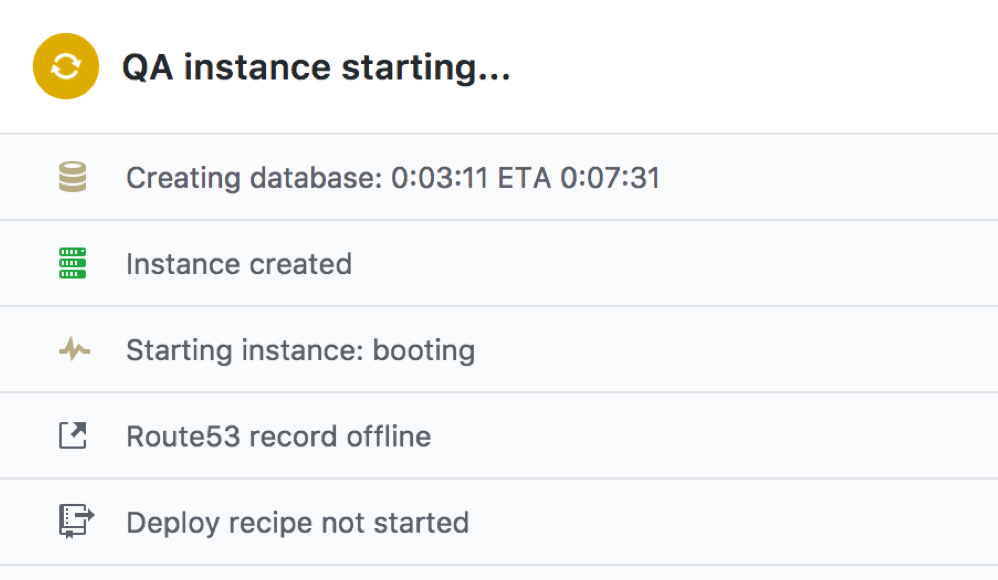 QA instance starting...
Creating database: 0:03:11 ETA 0:07:31
Instance created
Starting instance: booting
Route53 record offline
Deploy recipe not started